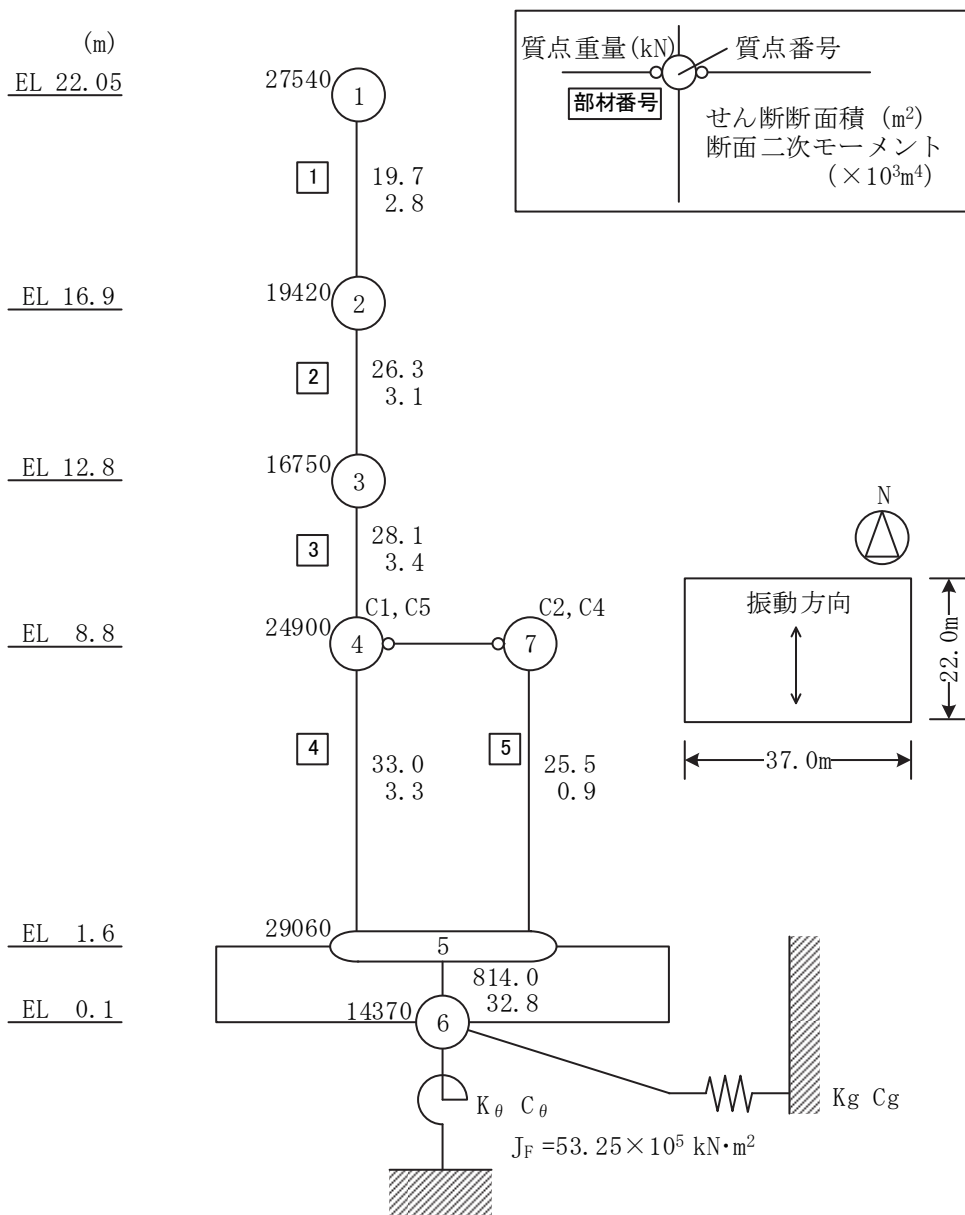 (m)
EL 22.05
EL 16.9
EL 12.8
EL 8.8
EL 1.6
EL 0.1
27540
1
1
19.7
2.8
19420
2
2
26.3
3.1
16750
3
3
28.1
3.4
24900
C1,C5
4
C2,C4
7
4
33.0
3.3
5
25.5
0.9
29060
5
814.0
32.8
14370
6
Kθ Cθ
Kg Cg
JF =53.25×10⁵ kN・m²
質点重量(kN)
質点番号
部材番号
せん断断面積 (m²)
断面二次モーメント
(×10³m⁴)
N
振動方向
22.0m
37.0m